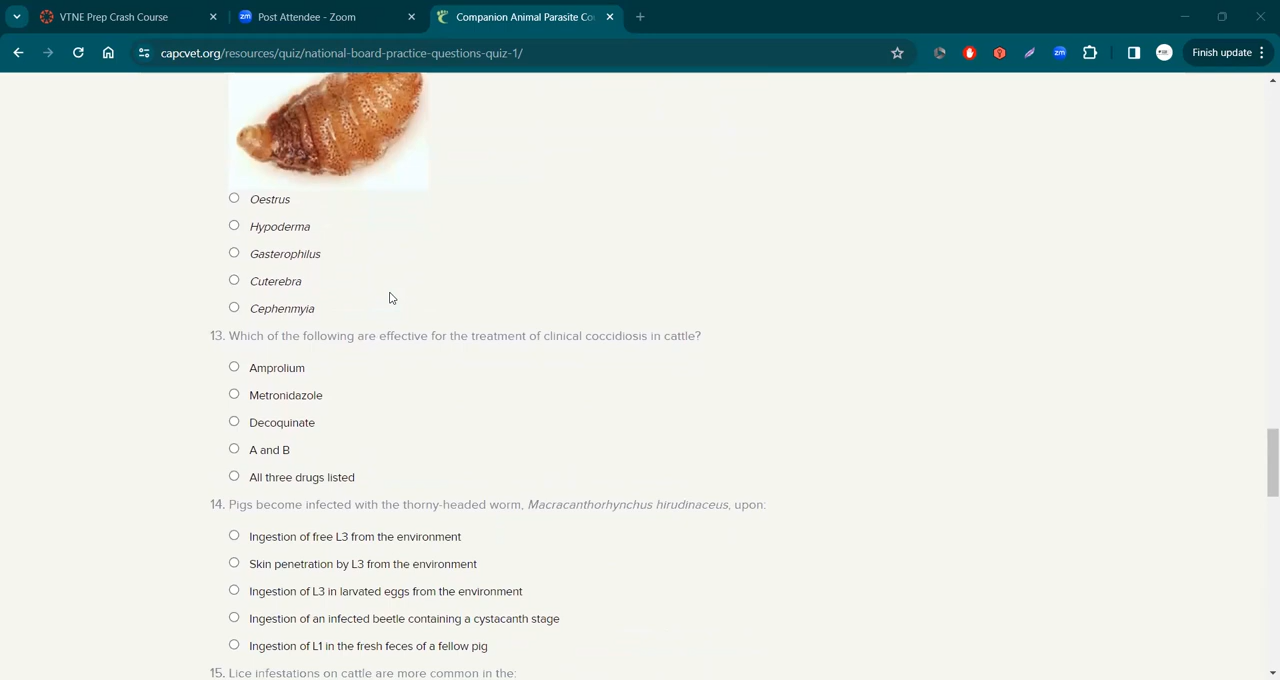 VTNE Prep Crash Course
Post Attendee - Zoom
Companion Animal Parasite Co
capcvet.org/resources/quiz/national-board-practice-questions-quiz-1/
Finish update
Oestrus
Hypoderma
Gasterophilus
Cuterebra
Cephenmyia
13. Which of the following are effective for the treatment of clinical coccidiosis in cattle?
Amprolium
Metronidazole
Decoquinate
A and B
All three drugs listed
14. Pigs become infected with the thorny-headed worm, Macracanthorhynchus hirudinaceus, upon:
Ingestion of free L3 from the environment
Skin penetration by L3 from the environment
Ingestion of L3 in larvated eggs from the environment
Ingestion of an infected beetle containing a cystacanth stage
Ingestion of L1 in the fresh feces of a fellow pig
15. Lice infestations on cattle are more common in the: